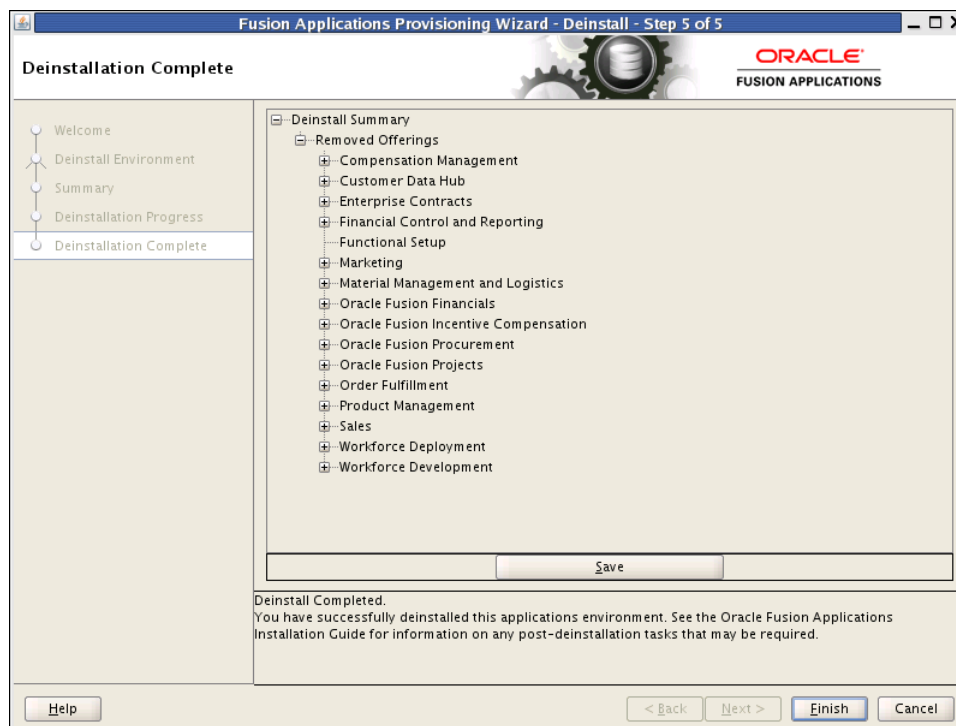 Fusion Applications Provisioning Wizard - Deinstall - Step 5 of 5
Deinstallation Complete
ORACLE
FUSION APPLICATIONS
Welcome
Deinstall Environment
Summary
Deinstallation Progress
Deinstallation Complete
Deinstall Summary
Removed Offerings
Compensation Management
Customer Data Hub
Enterprise Contracts
Financial Control and Reporting
Functional Setup
Marketing
Material Management and Logistics
Oracle Fusion Financials
Oracle Fusion Incentive Compensation
Oracle Fusion Procurement
Oracle Fusion Projects
Order Fulfillment
Product Management
Sales
Workforce Deployment
Workforce Development
Save
Deinstall Completed.
You have successfully deinstalled this applications environment. See the Oracle Fusion Applications
Installation Guide for information on any post-deinstallation tasks that may be required.
Help
< Back
Next >
Finish
Cancel